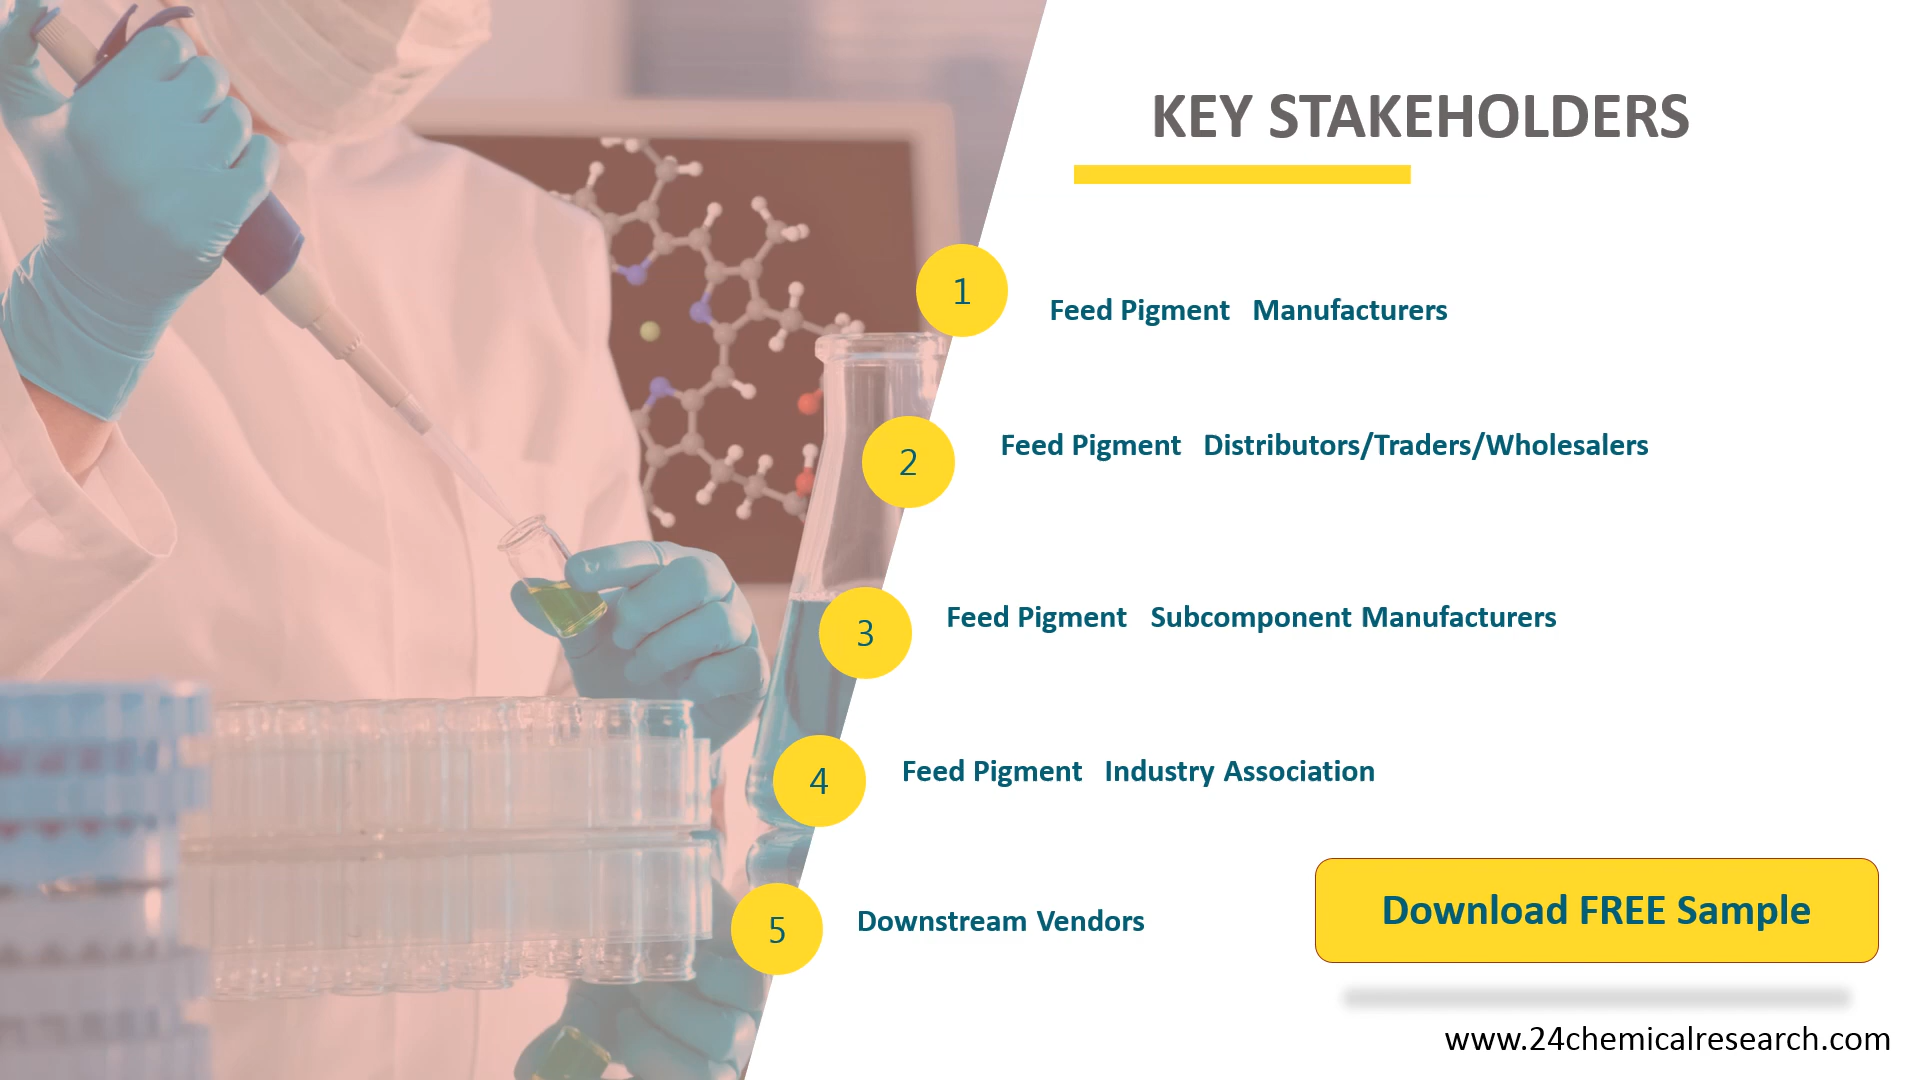 KEY STAKEHOLDERS
1
Feed Pigment Manufacturers
2
Feed Pigment Distributors/Traders/Wholesalers
3
Feed Pigment Subcomponent Manufacturers
4
Feed Pigment Industry Association
5
Downstream Vendors
Download FREE Sample
www.24chemicalresearch.com